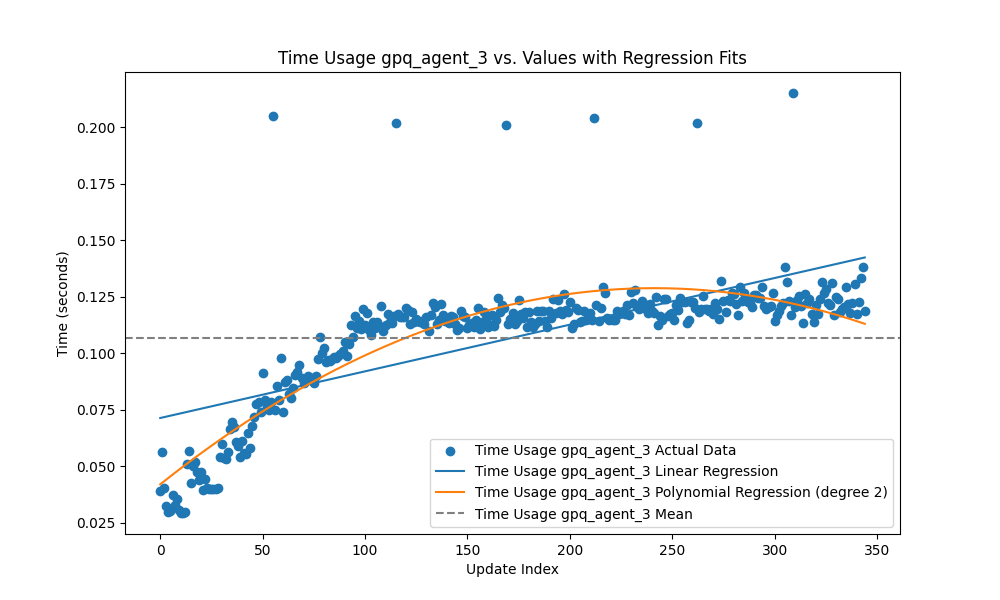 Time Usage gpq_agent_3 vs. Values with Regression Fits
Time (seconds)
0.200
0.175
0.150
0.125
0.100
0.075
0.050
0.025
Time Usage gpq_agent_3 Actual Data
Time Usage gpq_agent_3 Linear Regression
Time Usage gpq_agent_3 Polynomial Regression (degree 2)
Time Usage gpq_agent_3 Mean
0 50 100 150 200 250 300 350
Update Index